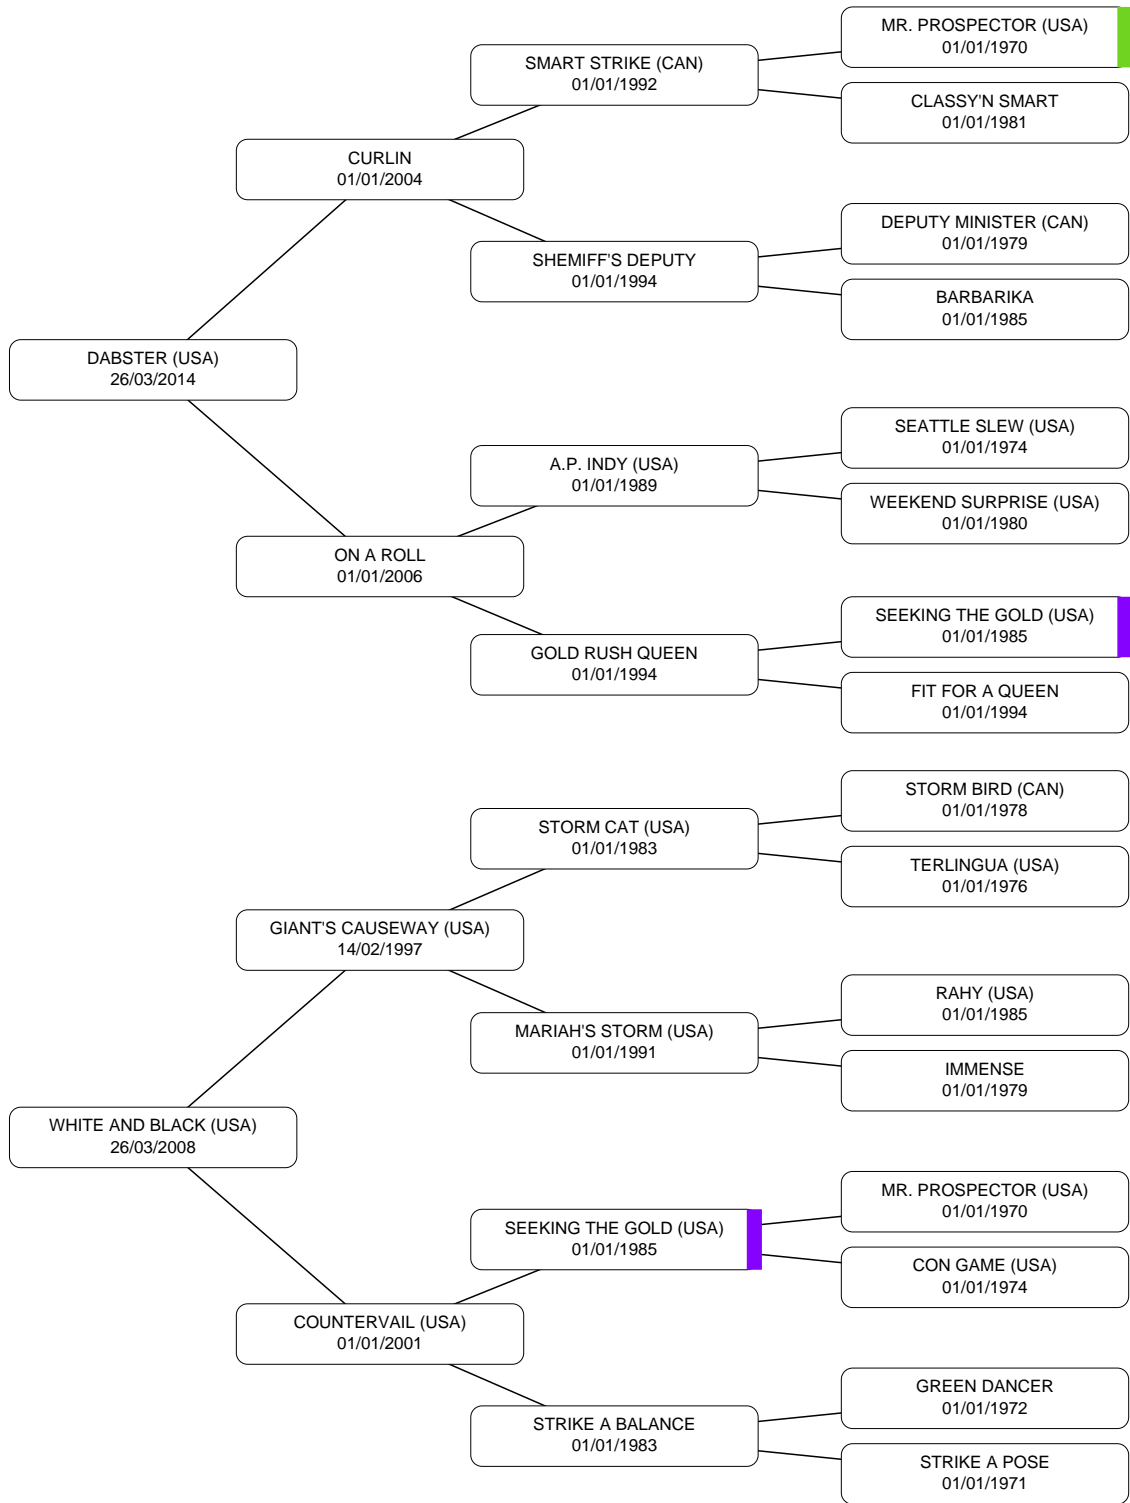 MR. PROSPECTOR (USA)
01/01/1970
SMART STRIKE (CAN)
01/01/1992
CLASSY'N SMART
01/01/1981
CURLIN
01/01/2004
DEPUTY MINISTER (CAN)
01/01/1979
SHEMIFF'S DEPUTY
01/01/1994
BARBARIKA
01/01/1985
DABSTER (USA)
26/03/2014
SEATTLE SLEW (USA)
01/01/1974
A.P. INDY (USA)
01/01/1989
WEEKEND SURPRISE (USA)
01/01/1980
ON A ROLL
01/01/2006
SEEKING THE GOLD (USA)
01/01/1985
GOLD RUSH QUEEN
01/01/1994
FIT FOR A QUEEN
01/01/1994
STORM BIRD (CAN)
01/01/1978
STORM CAT (USA)
01/01/1983
TERLINGUA (USA)
01/01/1976
GIANT'S CAUSEWAY (USA)
14/02/1997
RAHY (USA)
01/01/1985
MARIAH'S STORM (USA)
01/01/1991
IMMENSE
01/01/1979
WHITE AND BLACK (USA)
26/03/2008
MR. PROSPECTOR (USA)
01/01/1970
SEEKING THE GOLD (USA)
01/01/1985
CON GAME (USA)
01/01/1974
COUNTERVAIL (USA)
01/01/2001
GREEN DANCER
01/01/1972
STRIKE A BALANCE
01/01/1983
STRIKE A POSE
01/01/1971